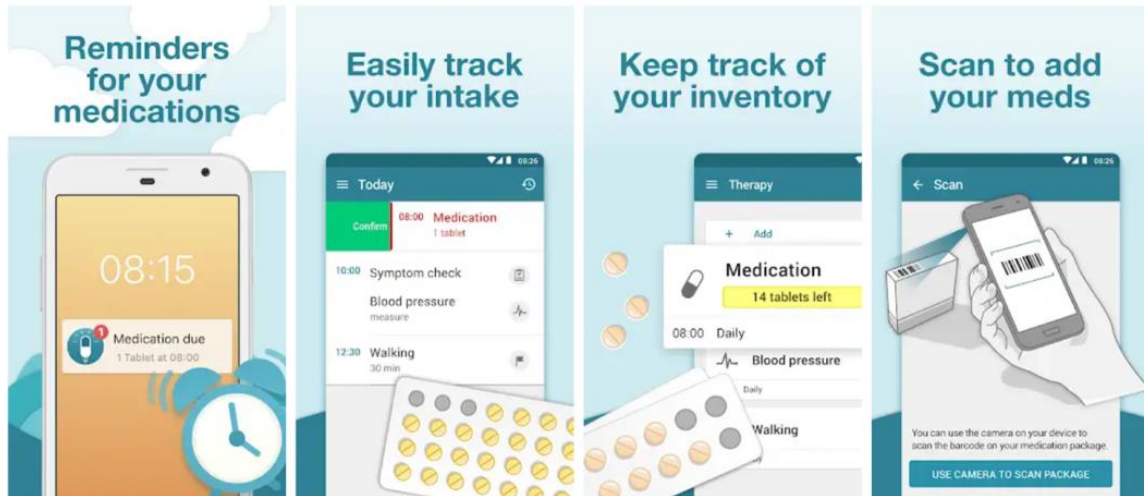 Reminders
for your
medications
08:15
1
Medication due
1 Tablet at 08:00
Easily track
your intake
08:26
Today
Confirm
08:00 Medication
1 tablet
10:00 Symptom check
Blood pressure
measure
12:30 Walking
30 min
Keep track of
your inventory
Therapy
+ Add
Medication
14 tablets left
08:00 Daily
Blood pressure
Daily
Walking
Scan to add
your meds
08:26
Scan
You can use the camera on your device to
scan the barcode on your medication package.
USE CAMERA TO SCAN PACKAGE